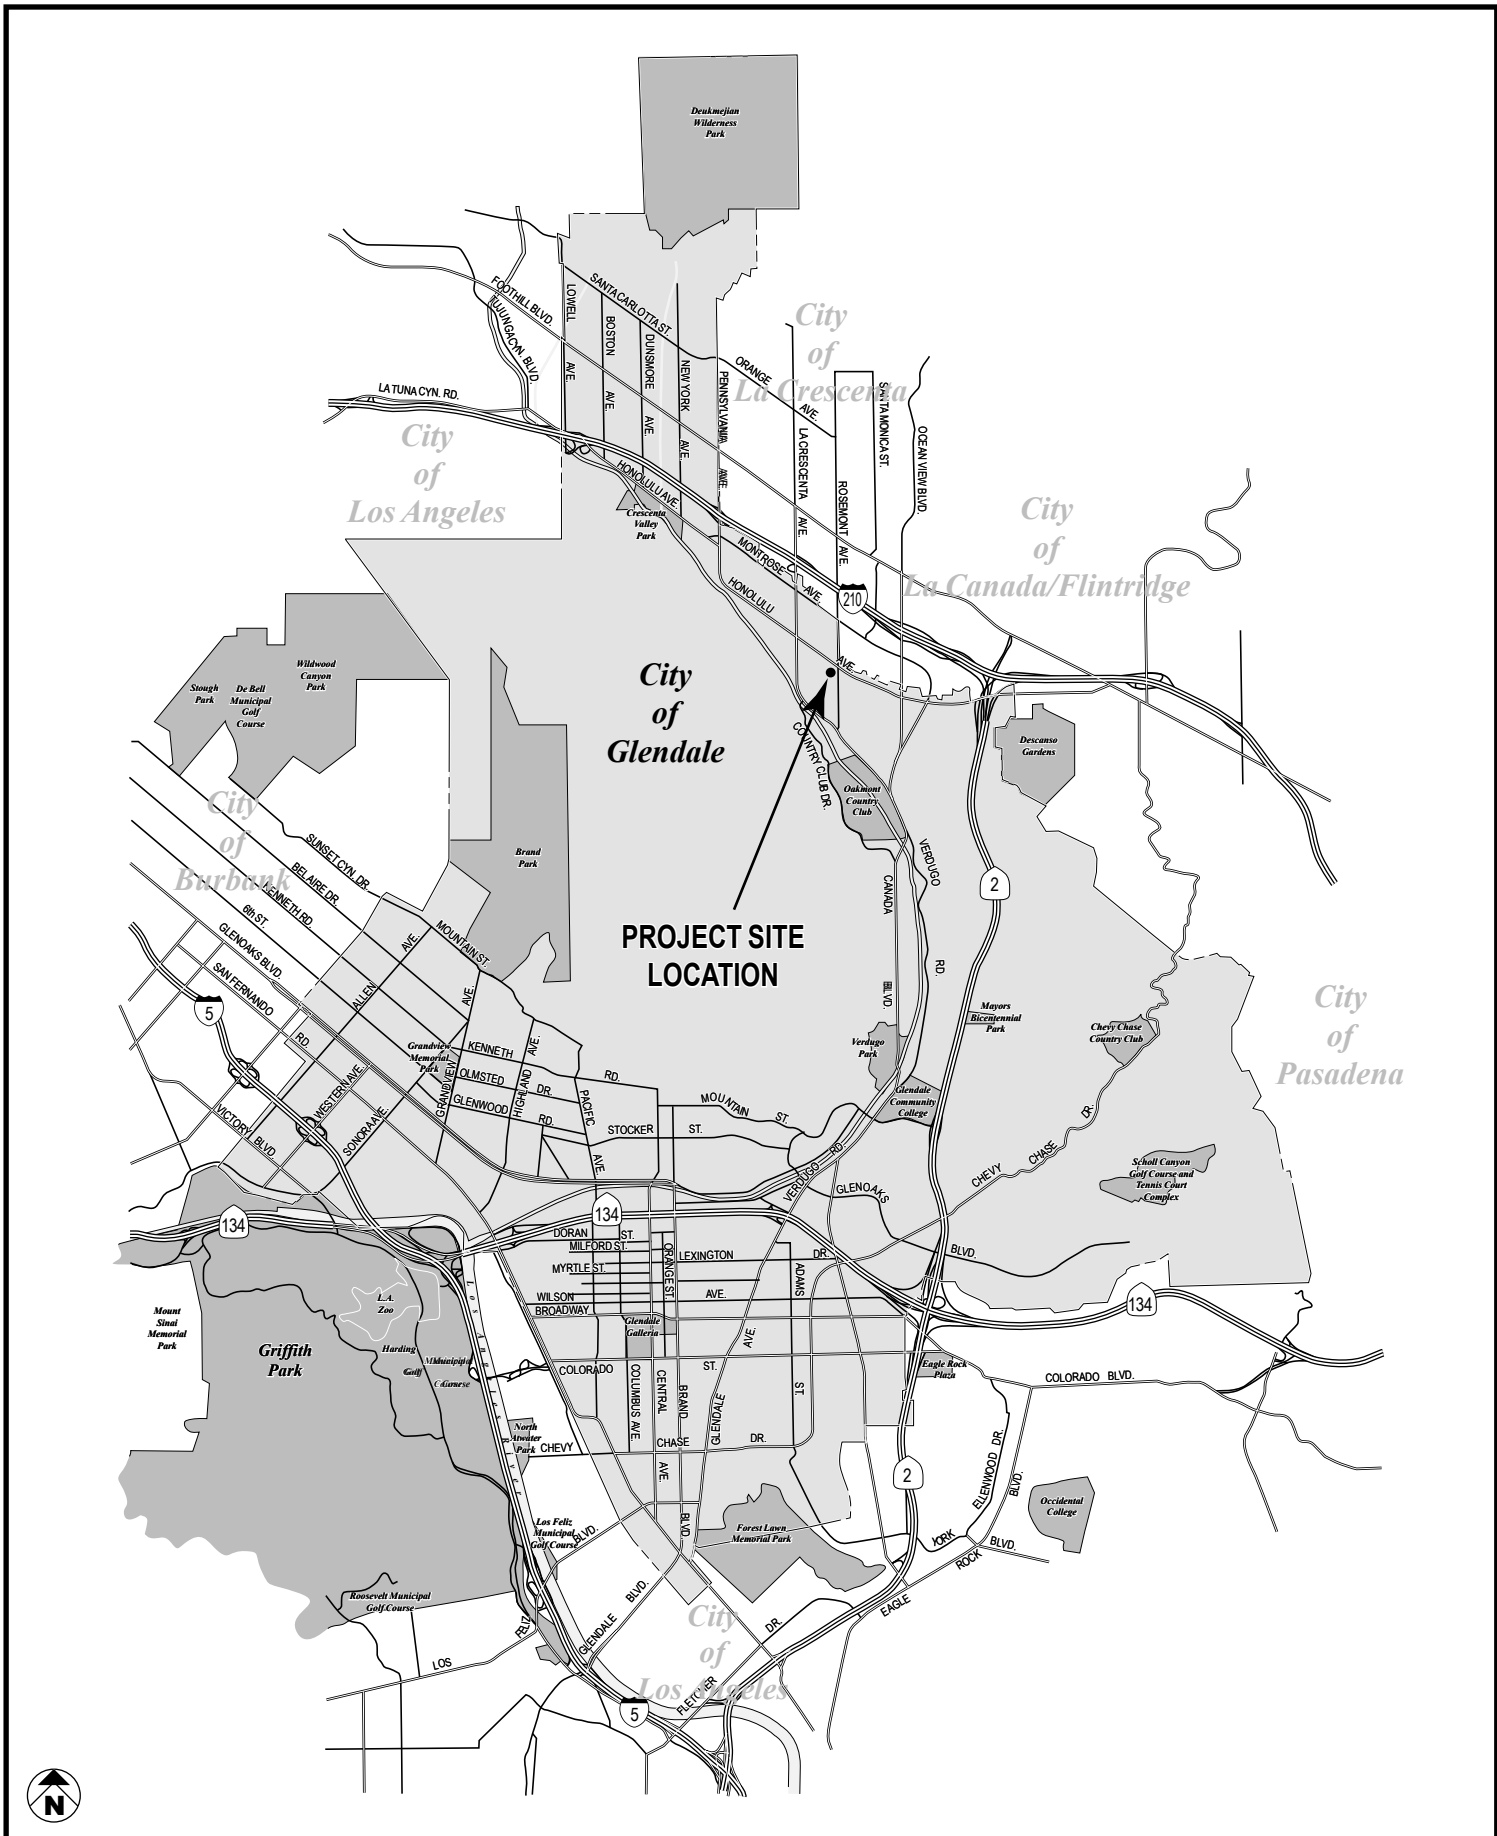 Deukmejian
Wilderness
Park
SANTA CARLOTTA ST.
FOOTHILL BLVD.
TUJUNGA CYN. BLVD.
LOWELL
AVE.
BOSTON
AVE.
DUNSMORE
AVE.
NEW YORK
AVE.
PENNSYLVANIA
AVE.
ORANGE
AVE.
City
of
La Crescenta
LA CRESCENTA
AVE.
ROSEMONT
AVE.
SANTA MONICA ST.
OCEAN VIEW BLVD.
LA TUNA CYN. RD.
City
of
Los Angeles
HONOLULU AVE.
Crescenta
Valley
Park
MONTROSE
AVE.
HONOLULU
AVE.
210
City
of
La Canada/Flintridge
Wildwood
Canyon
Park
Stough
Park
De Bell
Municipal
Golf
Course
City
of
Glendale
Descanso
Gardens
COUNTRY CLUB DR.
Oakmont
Country
Club
City
of
Burbank
SUNSET CYN. DR.
BEL AIRE DR.
KENNETH RD.
6th ST.
GLENOAKS BLVD.
SAN FERNANDO
RD.
Brand
Park
VERDUGO
RD.
CANADA
BLVD.
2
PROJECT SITE
LOCATION
MOUNTAIN ST.
ALLEN
AVE.
5
Mayors
Bicentennial
Park
Chevy Chase
Country Club
City
of
Pasadena
Verdugo
Park
Glendale
Community
College
Grandview
Memorial
Park
KENNETH
RD.
OLMSTED
DR.
GLENWOOD
RD.
GRANDVIEW
AVE.
HIGHLAND
AVE.
PACIFIC
AVE.
WESTERN AVE.
SONORA AVE.
VICTORY BLVD
MOUNTAIN
ST.
STOCKER
ST.
VERDUGO
RD
GLENOAKS
BLVD.
CHEVY
CHASE
DR.
Scholl Canyon
Golf Course and
Tennis Court
Complex
134
134
DORAN
ST.
MILFORD ST.
MYRTLE ST.
ORANGE ST.
LEXINGTON
DR.
WILSON
AVE.
BROADWAY
ADAMS
ST.
134
L.A.
Zoo
Mount
Sinai
Memorial
Park
Griffith
Park
Harding
Golf
Municipal
Course
Los Angeles River
Glendale
Galleria
COLORADO
ST.
Eagle Rock
Plaza
COLORADO BLVD.
COLUMBUS AVE.
CENTRAL
AVE.
BRAND
BLVD
GLENDALE
AVE.
North
Atwater
Park
CHEVY
CHASE
DR.
2
ELLENWOOD DR.
Occidental
College
Los Feliz
Municipal
Golf Course
BLVD.
Forest Lawn
Memorial Park
YORK
BLVD.
EAGLE
ROCK
BLVD.
Roosevelt Municipal
Golf Course
LOS
FELIZ
GLENDALE
BLVD.
City
of
Los Angeles
FLETCHER
DR.
5
N